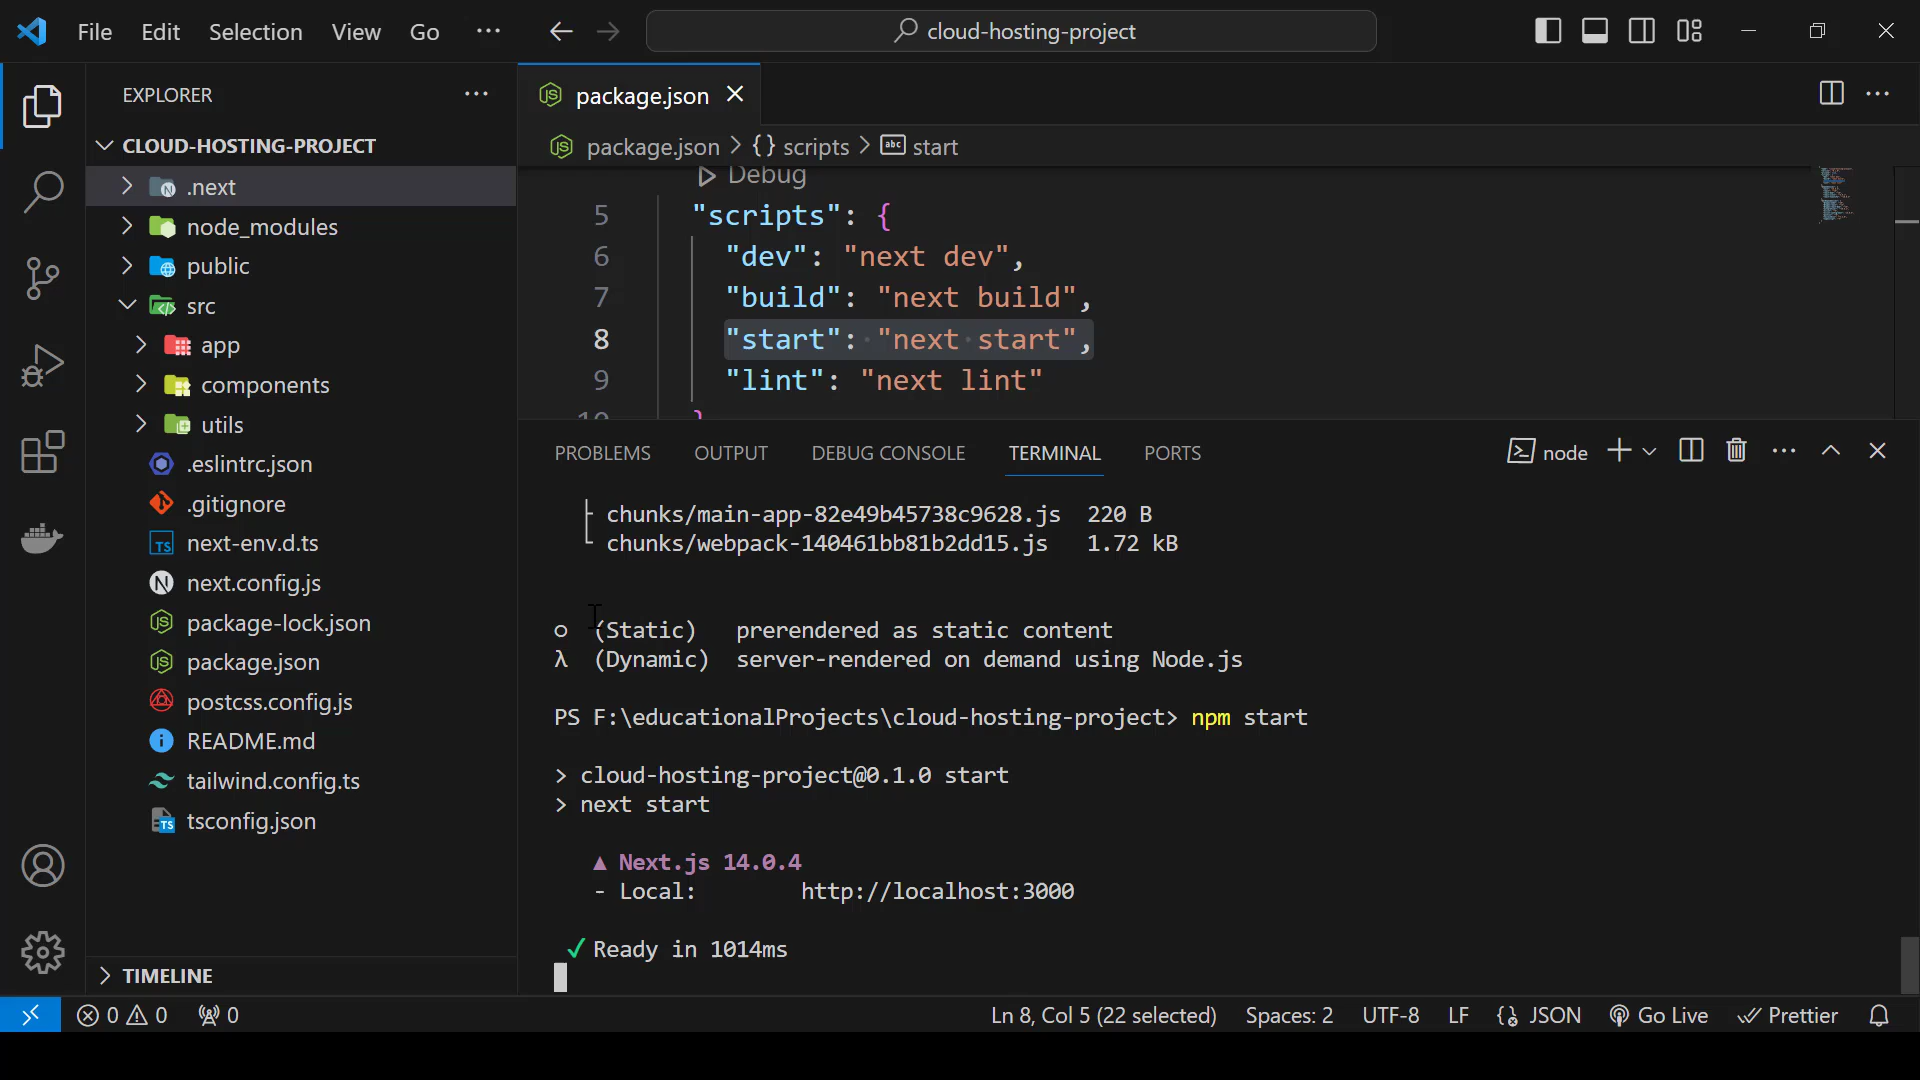 File Edit Selection View Go ··· cloud-hosting-project
EXPLORER
CLOUD-HOSTING-PROJECT
.next
node_modules
public
src
app
components
utils
.eslintrc.json
.gitignore
next-env.d.ts
next.config.js
package-lock.json
package.json
postcss.config.js
README.md
tailwind.config.ts
tsconfig.json
TIMELINE
package.json
package.json > {} scripts > abc start
Debug
5 "scripts": {
6 "dev": "next dev",
7 "build": "next build",
8 "start": "next start",
9 "lint": "next lint"
10 }
PROBLEMS OUTPUT DEBUG CONSOLE TERMINAL PORTS node
├ chunks/main-app-82e49b45738c9628.js 220 B
└ chunks/webpack-140461bb81b2dd15.js 1.72 kB
○ (Static) prerendered as static content
λ (Dynamic) server-rendered on demand using Node.js
PS F:\educationalProjects\cloud-hosting-project> npm start
> cloud-hosting-project@0.1.0 start
> next start
▲ Next.js 14.0.4
- Local: http://localhost:3000
✓ Ready in 1014ms
0 0 0 Ln 8, Col 5 (22 selected) Spaces: 2 UTF-8 LF JSON Go Live Prettier